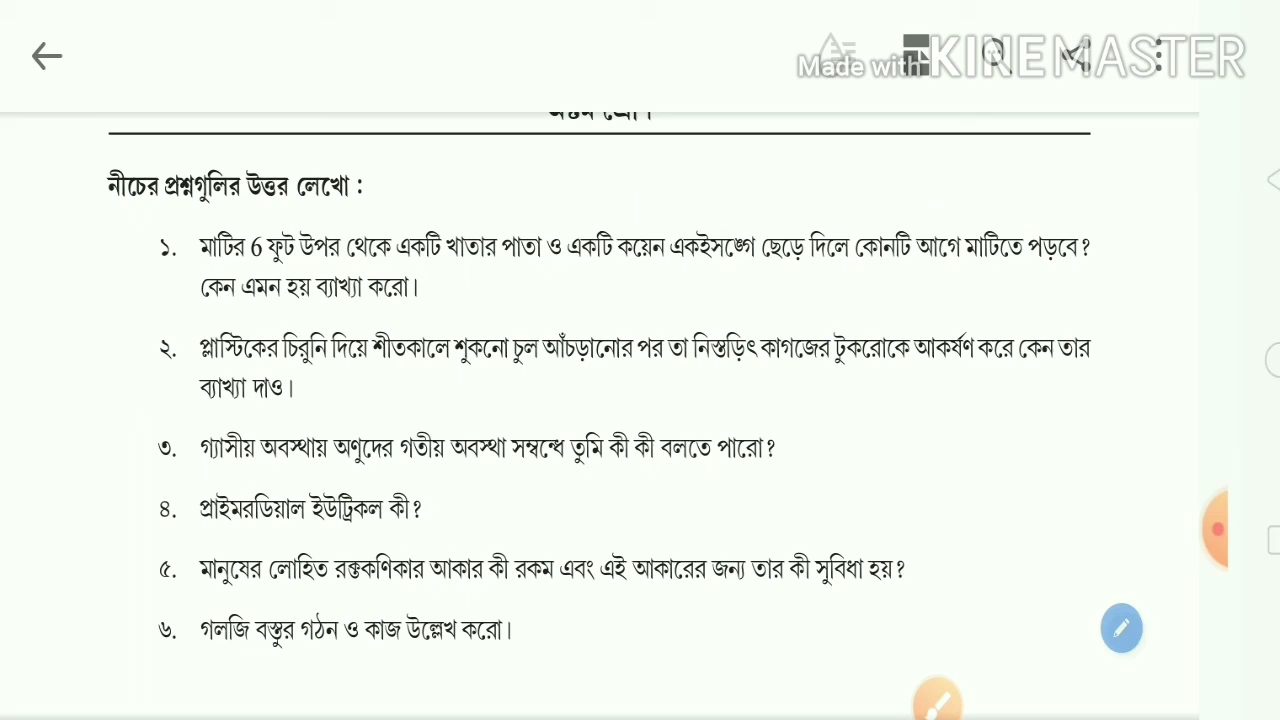 Made with KINEMASTER
নীচের প্রশ্নগুলির উত্তর লেখো :
১. মাটির 6 ফুট উপর থেকে একটি খাতার পাতা ও একটি কয়েন একইসঙ্গে ছেড়ে দিলে কোনটি আগে মাটিতে পড়বে?
কেন এমন হয় ব্যাখ্যা করো।
২. প্লাস্টিকের চিরুনি দিয়ে শীতকালে শুকনো চুল আঁচড়ানোর পর তা নিস্তড়িৎ কাগজের টুকরোকে আকর্ষণ করে কেন তার
ব্যাখ্যা দাও।
৩. গ্যাসীয় অবস্থায় অণুদের গতীয় অবস্থা সম্বন্ধে তুমি কী কী বলতে পারো?
৪. প্রাইমরডিয়াল ইউট্রিকল কী?
৫. মানুষের লোহিত রক্তকণিকার আকার কী রকম এবং এই আকারের জন্য তার কী সুবিধা হয়?
৬. গলজি বস্তুর গঠন ও কাজ উল্লেখ করো।